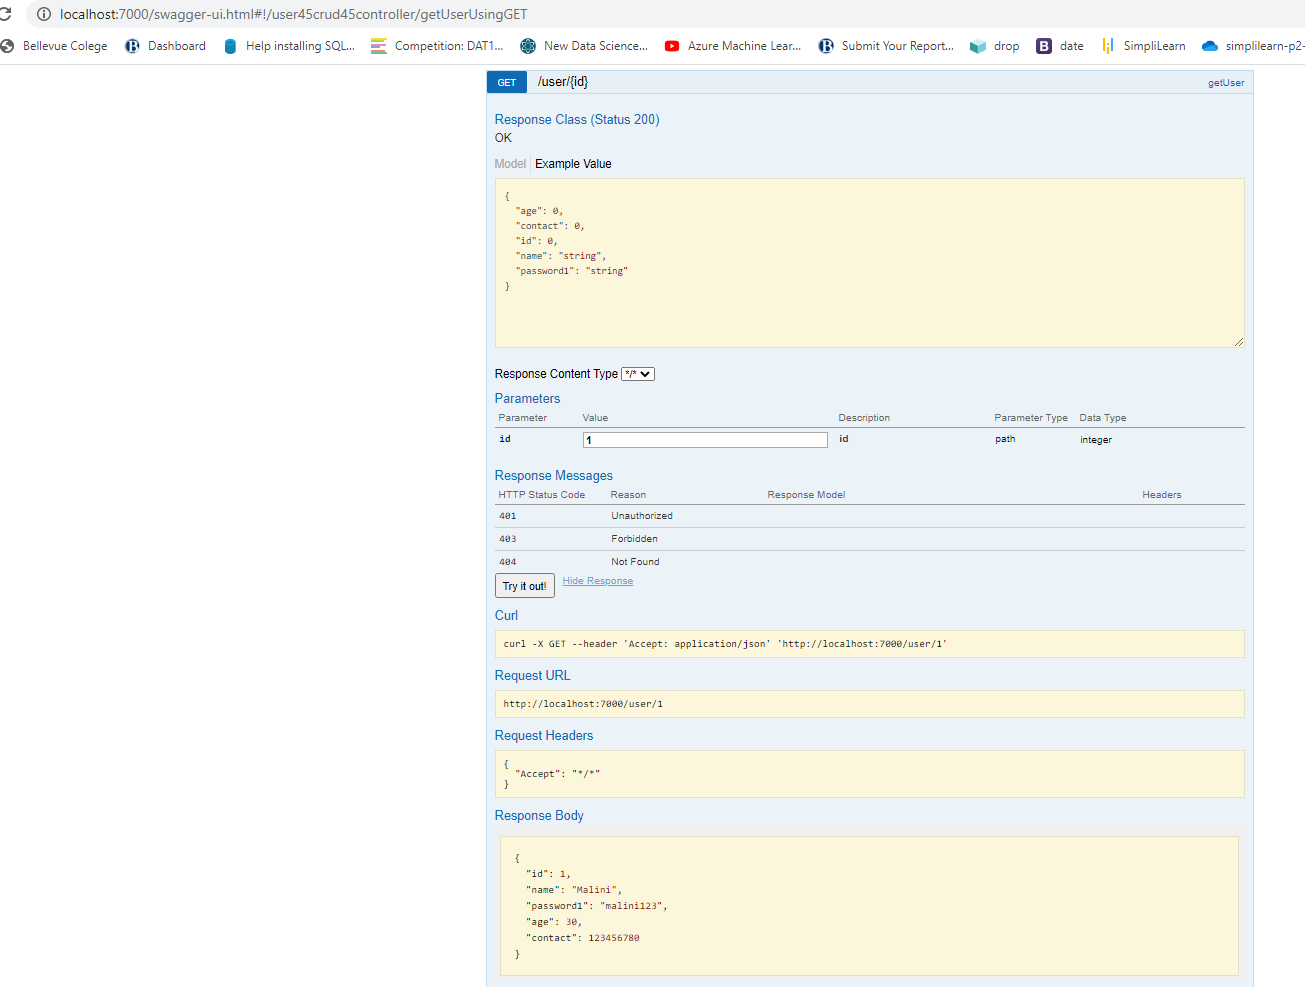 localhost:7000/swagger-ui.html#!/user45crud45controller/getUserUsingGET
Bellevue Colege Dashboard Help installing SQL... Competition: DAT1... New Data Science... Azure Machine Lear... Submit Your Report... drop date SimpliLearn simplilearn-p2-
GET /user/{id} getUser
Response Class (Status 200)
OK
Model Example Value
{
"age": 0,
"contact": 0,
"id": 0,
"name": "string",
"password1": "string"
}
Response Content Type */*
Parameters
Parameter Value Description Parameter Type Data Type
id 1 id path integer
Response Messages
HTTP Status Code Reason Response Model Headers
401 Unauthorized
403 Forbidden
404 Not Found
Try it out! Hide Response
Curl
curl -X GET --header 'Accept: application/json' 'http://localhost:7000/user/1'
Request URL
http://localhost:7000/user/1
Request Headers
{
"Accept": "*/*"
}
Response Body
{
"id": 1,
"name": "Malini",
"password1": "malini123",
"age": 30,
"contact": 123456780
}